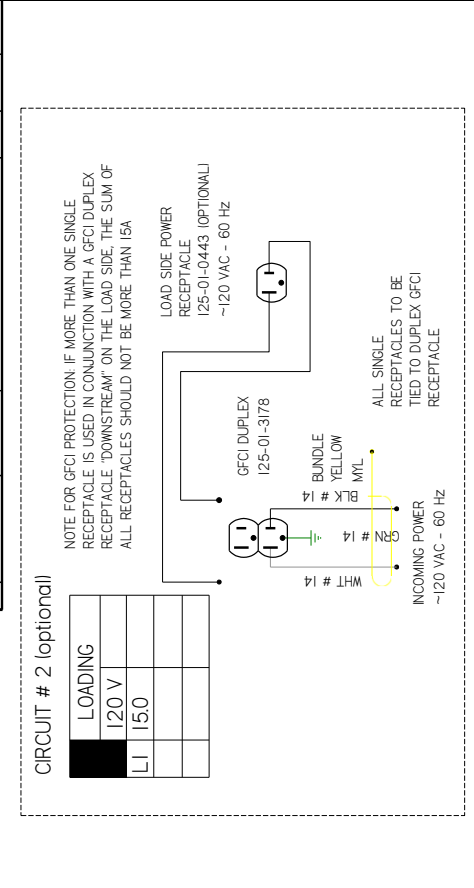 CIRCUIT # 2 (optional)
LOADING
120 V
L1 15.0
NOTE FOR GFCI PROTECTION: IF MORE THAN ONE SINGLE
RECEPTACLE IS USED IN CONJUNCTION WITH A GFCI DUPLEX
RECEPTACLE "DOWNSTREAM" ON THE LOAD SIDE, THE SUM OF
ALL RECEPTACLES SHOULD NOT BE MORE THAN 15A
LOAD SIDE POWER
RECEPTACLE
125-01-0443 (OPTIONAL)
~120 VAC - 60 Hz
GFCI DUPLEX
125-01-3178
BUNDLE
YELLOW
MYL
WHT # 14
GRN # 14
BLK # 14
INCOMING POWER
~120 VAC - 60 Hz
ALL SINGLE
RECEPTACLES TO BE
TIED TO DUPLEX GFCI
RECEPTACLE